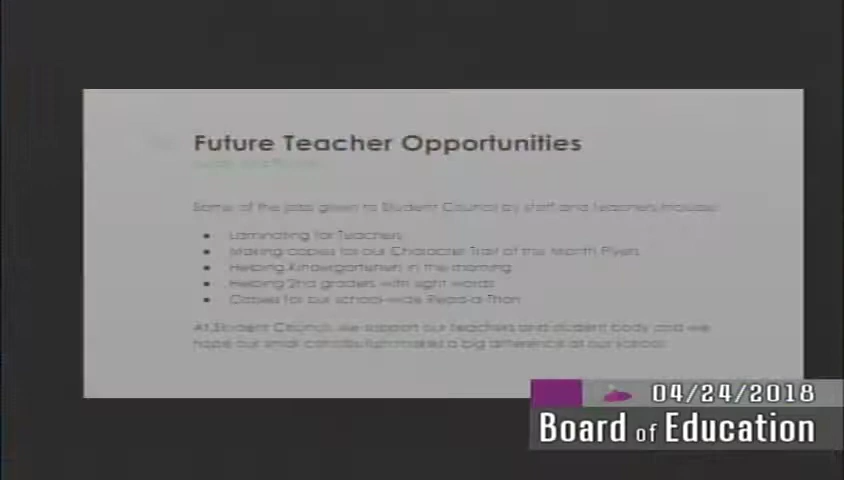 Future Teacher Opportunities
Some of the jobs given to Student Council by staff and teachers include:
Laminating for Teachers
Making copies for our Character Trait of the Month Flyers
Helping Kindergarteners in the morning
Helping 2nd graders with sight words
Copies for our school-wide Read-a-Thon
At Student Council, we support our teachers and student body and we
hope our small contribution makes a big difference at our school.
04/24/2018
Board of Education